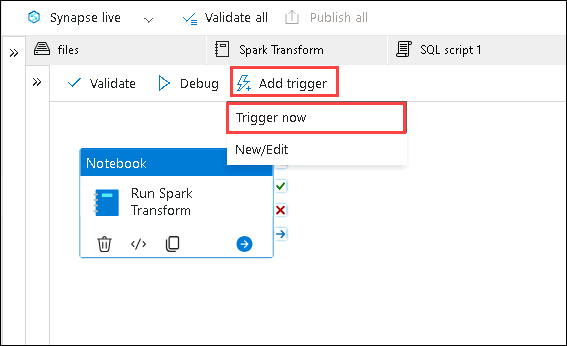 Synapse live
Validate all
Publish all
files
Spark Transform
SQL script 1
Validate
Debug
Add trigger
Trigger now
New/Edit
Notebook
Run Spark
Transform